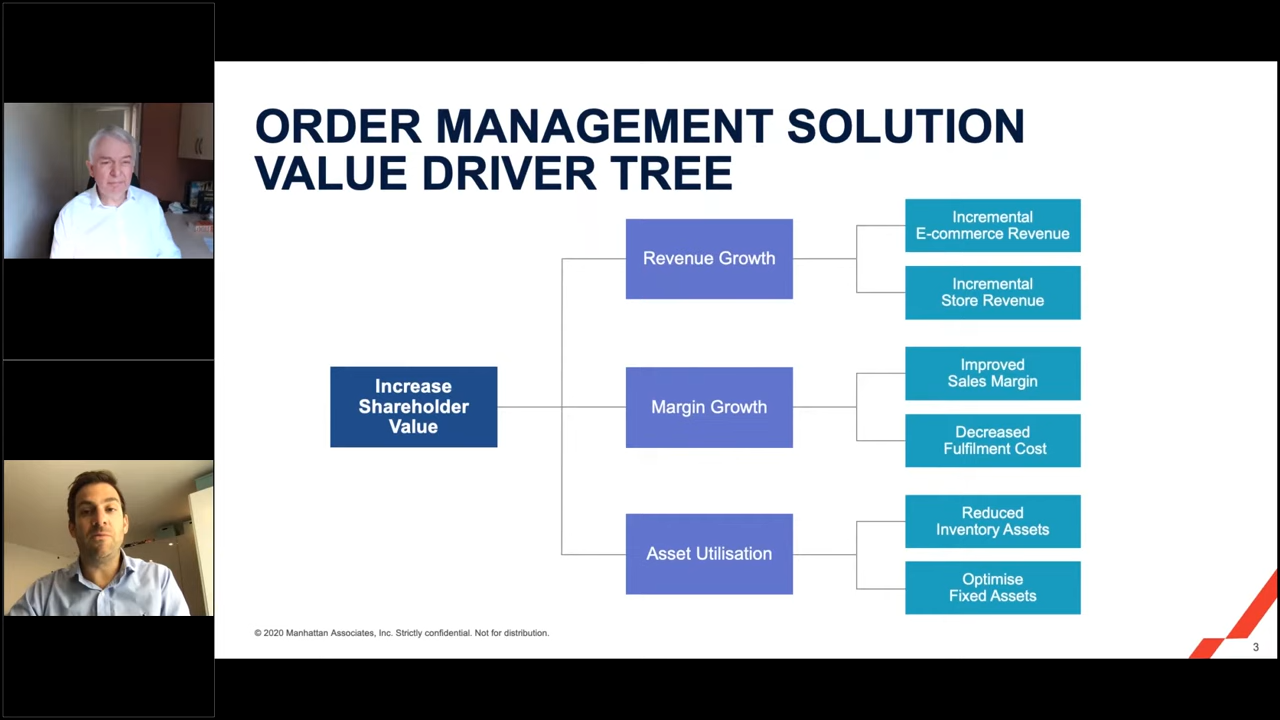 ORDER MANAGEMENT SOLUTION
VALUE DRIVER TREE
Increase
Shareholder
Value
Revenue Growth
Incremental
E-commerce Revenue
Incremental
Store Revenue
Margin Growth
Improved
Sales Margin
Decreased
Fulfilment Cost
Asset Utilisation
Reduced
Inventory Assets
Optimise
Fixed Assets
© 2020 Manhattan Associates, Inc. Strictly confidential. Not for distribution.
3